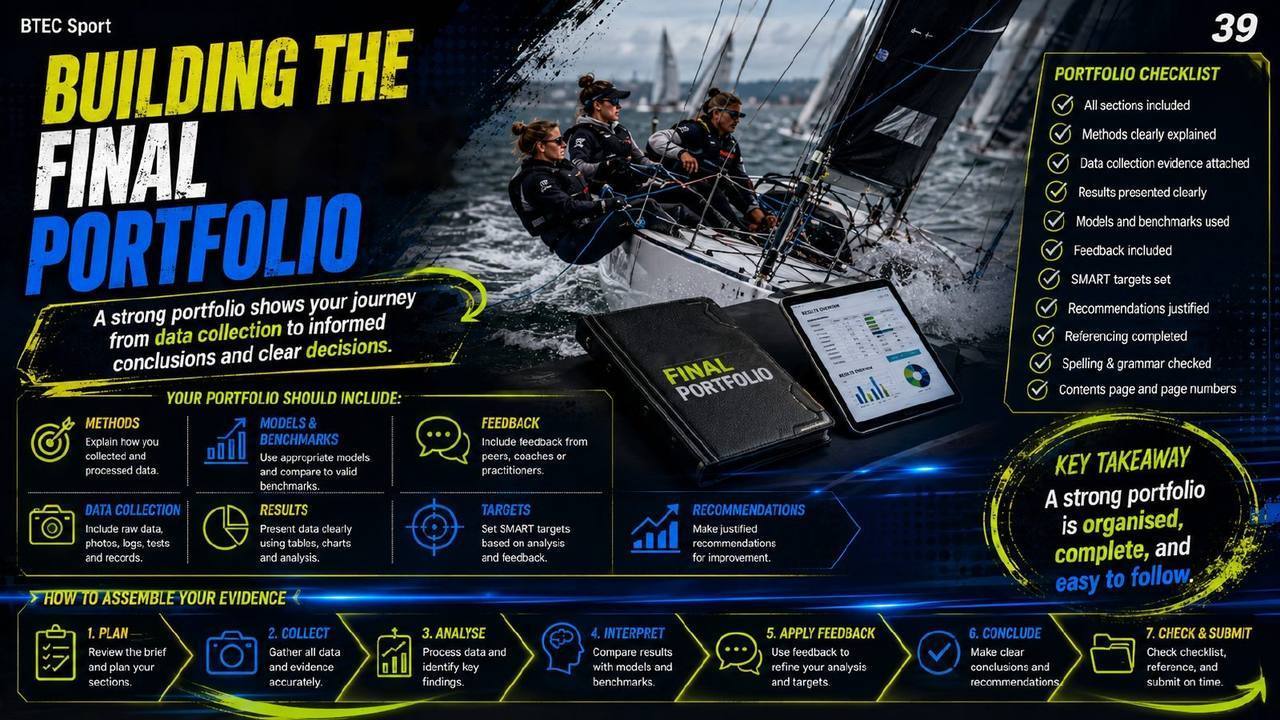 BTEC Sport
39
BUILDING THE
FINAL
PORTFOLIO
A strong portfolio shows your journey
from data collection to informed
conclusions and clear decisions.
PORTFOLIO CHECKLIST
All sections included
Methods clearly explained
Data collection evidence attached
Results presented clearly
Models and benchmarks used
Feedback included
SMART targets set
Recommendations justified
Referencing completed
Spelling & grammar checked
Contents page and page numbers
FINAL
PORTFOLIO
RESULTS OVERVIEW
RESULTS OVERVIEW
YOUR PORTFOLIO SHOULD INCLUDE:
METHODS
Explain how you
collected and
processed data.
MODELS &
BENCHMARKS
Use appropriate models
and compare to valid
benchmarks.
FEEDBACK
Include feedback from
peers, coaches or
practitioners.
DATA COLLECTION
Include raw data,
photos, logs, tests
and records.
RESULTS
Present data clearly
using tables, charts
and analysis.
TARGETS
Set SMART targets
based on analysis
and feedback.
RECOMMENDATIONS
Make justified
recommendations
for improvement.
KEY TAKEAWAY
A strong portfolio
is organised,
complete, and
easy to follow.
HOW TO ASSEMBLE YOUR EVIDENCE
1. PLAN
Review the brief
and plan your
sections.
2. COLLECT
Gather all data
and evidence
accurately.
3. ANALYSE
Process data and
identify key
findings.
4. INTERPRET
Compare results
with models and
benchmarks.
5. APPLY FEEDBACK
Use feedback to
refine your analysis
and targets.
6. CONCLUDE
Make clear
conclusions and
recommendations.
7. CHECK & SUBMIT
Check checklist,
reference, and
submit on time.